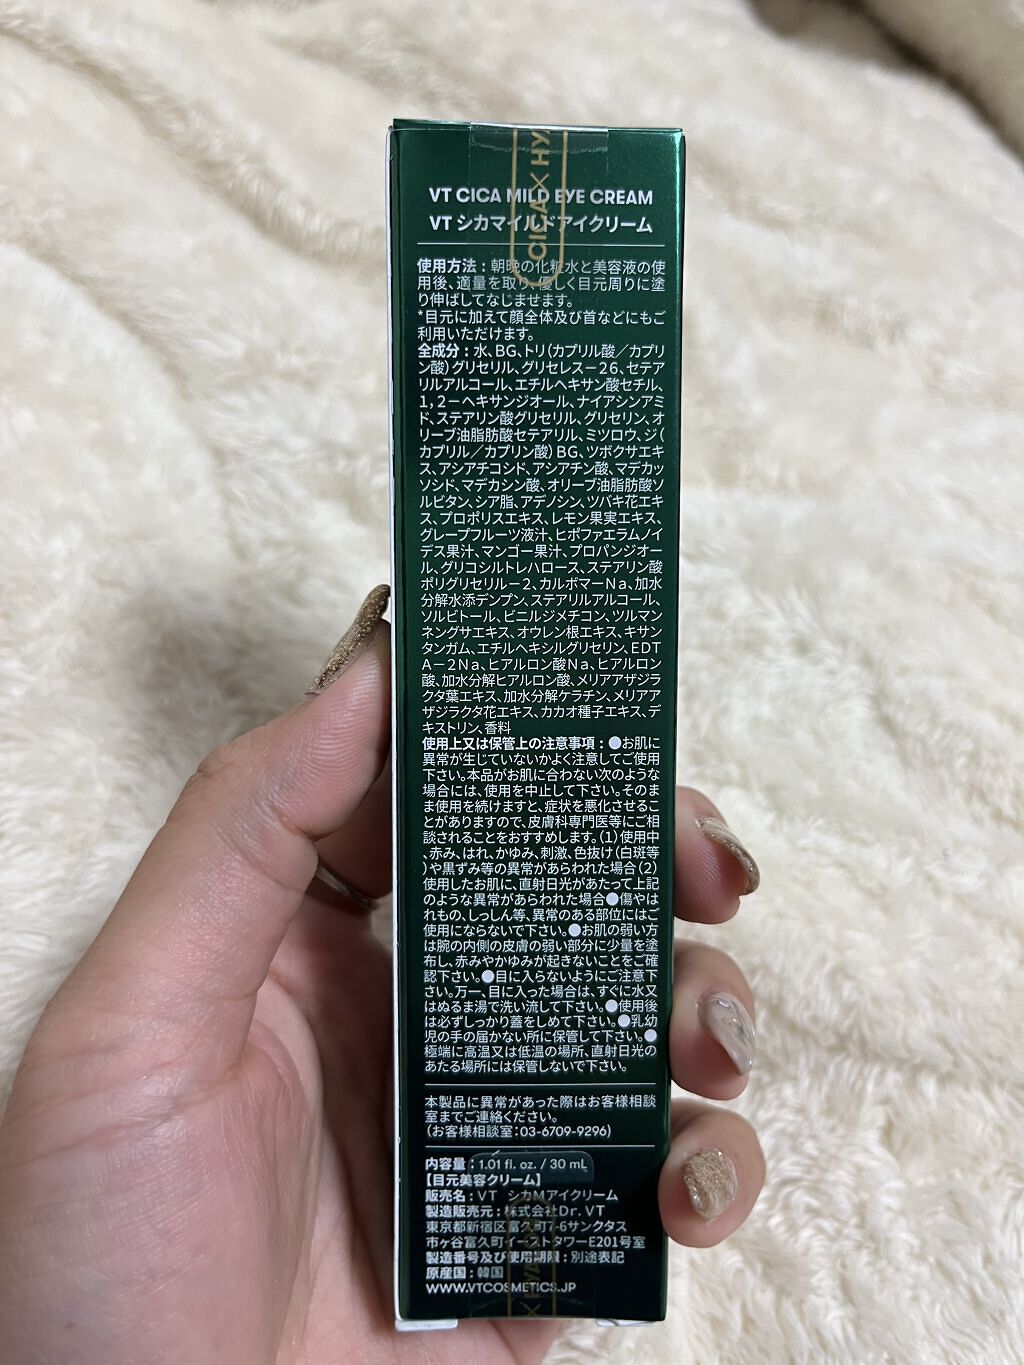 CICA X HY
VT CICA MILD EYE CREAM
VT シカマイルドアイクリーム
使用方法：朝晩の化粧水と美容液の使
用後、適量を取り、優しく目元周りに塗
り伸ばしてなじませます。
*目元に加えて顔全体及び首などにもご
利用いただけます。
全成分：水、BG、トリ(カプリル酸／カプリ
ン酸)グリセリル、グリセレスー26、セテア
リルアルコール、エチルヘキサン酸セチル、
1,2ーヘキサンジオール、ナイアシンアミ
ド、ステアリン酸グリセリル、グリセリン、オ
リーブ油脂肪酸セテアリル、ミツロウ、ジ(
カプリル／カプリン酸)BG、ツボクサエキ
ス、アシアチコシド、アシアチン酸、マデカッ
ソシド、マデカシン酸、オリーブ油脂肪酸ソ
ルビタン、シア脂、アデノシン、ツバキ花エキ
ス、プロポリスエキス、レモン果実エキス、
グレープフルーツ液汁、ヒポファエラムノイ
デス果汁、マンゴー果汁、プロパンジオー
ル、グリコシルトレハロース、ステアリン酸
ポリグリセリルー2、カルボマーNa、加水
分解水添デンプン、ステアリルアルコール、
ソルビトール、ビニルジメチコン、ツルマン
ネングサエキス、オウレン根エキス、キサン
タンガム、エチルヘキシルグリセリン、EDT
Aー2Na、ヒアルロン酸Na、ヒアルロン
酸、加水分解ヒアルロン酸、メリアアザジラ
クタ葉エキス、加水分解ケラチン、メリアア
ザジラクタ花エキス、カカオ種子エキス、デ
キストリン、香料
使用上又は保管上の注意事項：●お肌に
異常が生じていないかよく注意してご使用
下さい。本品がお肌に合わない次のような
場合には、使用を中止して下さい。そのま
ま使用を続けますと、症状を悪化させるこ
とがありますので、皮膚科専門医等にご相
談されることをおすすめします。(1)使用中
、赤み、はれ、かゆみ、刺激、色抜け(白斑等
)や黒ずみ等の異常があらわれた場合(2)
使用したお肌に、直射日光があたって上記
のような異常があらわれた場合●傷やは
れもの、しっしん等、異常のある部位にはご
使用にならないで下さい。●お肌の弱い方
は腕の内側の皮膚の弱い部分に少量を塗
布し、赤みやかゆみが起きないことをご確
認下さい。●目に入らないようにご注意下
さい。万一、目に入った場合は、すぐに水又
はぬるま湯で洗い流して下さい。●使用後
は必ずしっかり蓋をしめて下さい。●乳幼
児の手の届かない所に保管して下さい。●
極端に高温又は低温の場所、直射日光の
あたる場所には保管しないで下さい。
本製品に異常があった際はお客様相談
室までご連絡ください。
(お客様相談室：03-6709-9296)
内容量：1.01 fl. oz. / 30 mL
【目元美容クリーム】
販売名：VT シカMアイクリーム
製造販売元：株式会社Dr. VT
東京都新宿区富久町7-6サンクタス
市ヶ谷富久町イーストタワーE201号室
製造番号及び使用期限：別途表記
原産国：韓国
WWW.VTCOSMETICS.JP